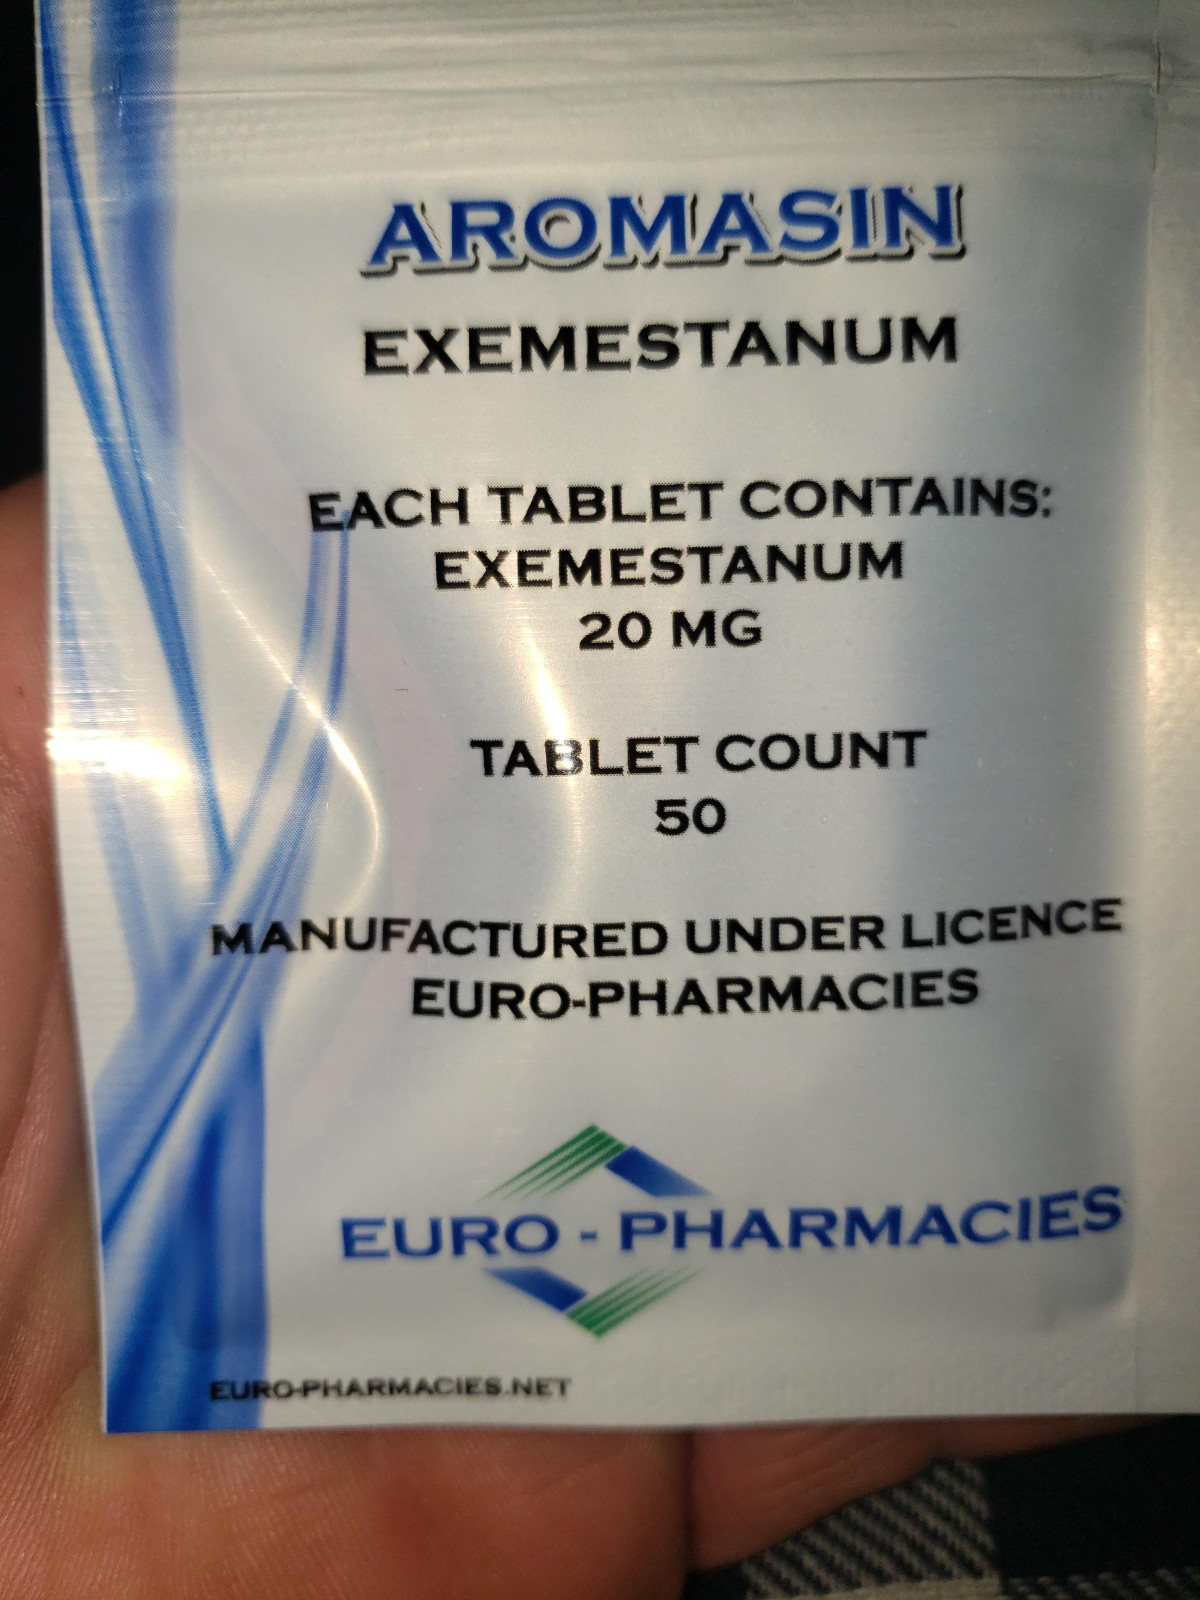 AROMASIN
EXEMESTANUM
EACH TABLET CONTAINS:
EXEMESTANUM
20 MG
TABLET COUNT
50
MANUFACTURED UNDER LICENCE
EURO-PHARMACIES
EURO - PHARMACIES
EURO-PHARMACIES.NET